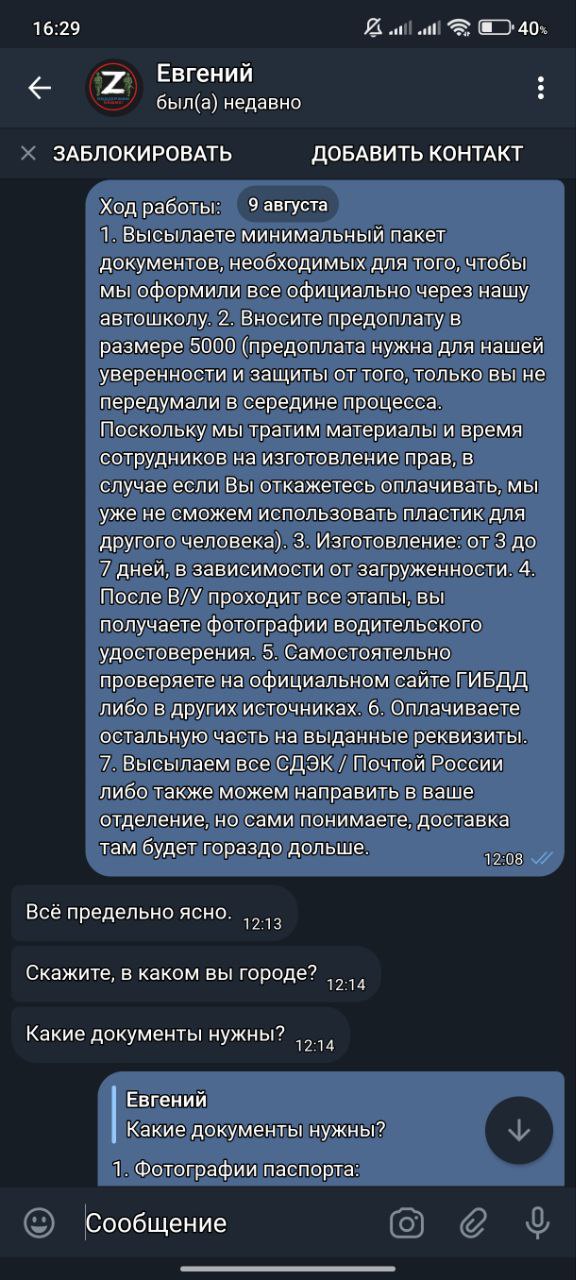 16:29
40%
Z
Евгений
был(а) недавно
ЗАБЛОКИРОВАТЬ
ДОБАВИТЬ КОНТАКТ
Ход работы:
9 августа
1. Высылаете минимальный пакет
документов, необходимых для того, чтобы
мы оформили все официально через нашу
автошколу. 2. Вносите предоплату в
размере 5000 (предоплата нужна для нашей
уверенности и защиты от того, только вы не
передумали в середине процесса.
Поскольку мы тратим материалы и время
сотрудников на изготовление прав, в
случае если Вы откажетесь оплачивать, мы
уже не сможем использовать пластик для
другого человека). 3. Изготовление: от 3 до
7 дней, в зависимости от загруженности. 4.
После В/У проходит все этапы, вы
получаете фотографии водительского
удостоверения. 5. Самостоятельно
проверяете на официальном сайте ГИБДД
либо в других источниках. 6. Оплачиваете
остальную часть на выданные реквизиты.
7. Высылаем все СДЭК / Почтой России
либо также можем направить в ваше
отделение, но сами понимаете, доставка
там будет гораздо дольше.
12:08
Всё предельно ясно.
12:13
Скажите, в каком вы городе?
12:14
Какие документы нужны?
12:14
Евгений
Какие документы нужны?
1. Фотографии паспорта:
Сообщение